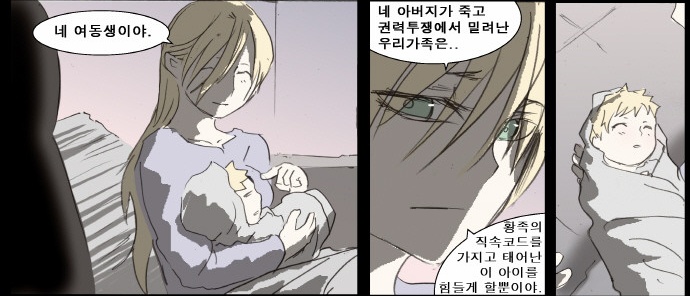 네 여동생이야.
네 아버지가 죽고
권력투쟁에서 밀려난
우리가족은..
황족의
직속코드를
가지고 태어난
이 아이를
힘들게 할뿐이야.